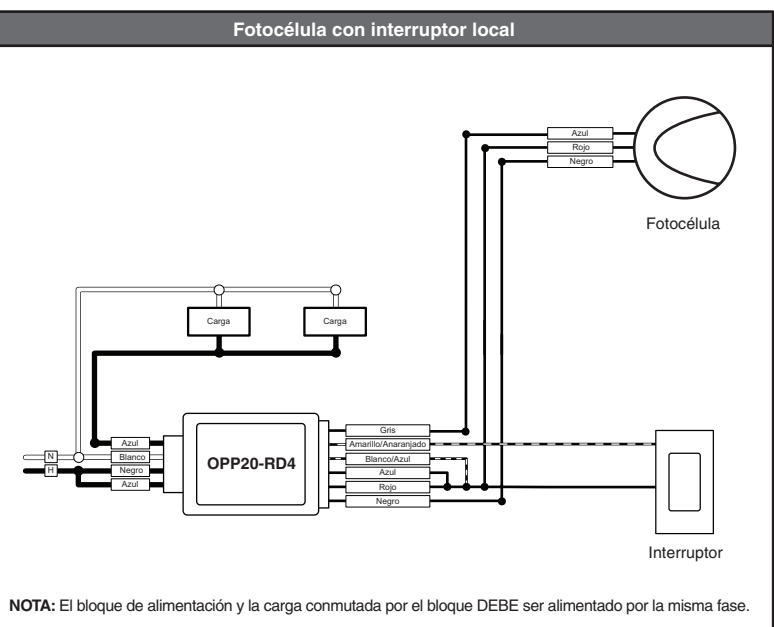 Fotocélula con interruptor local
Azul
Rojo
Negro
Fotocélula
Carga
Carga
Gris
Azul
Amarillo/Anaranjado
N
Blanco
OPP20-RD4
Blanco/Azul
H
Negro
Azul
Azul
Rojo
Negro
Interruptor
NOTA: El bloque de alimentación y la carga conmutada por el bloque DEBE ser alimentado por la misma fase.